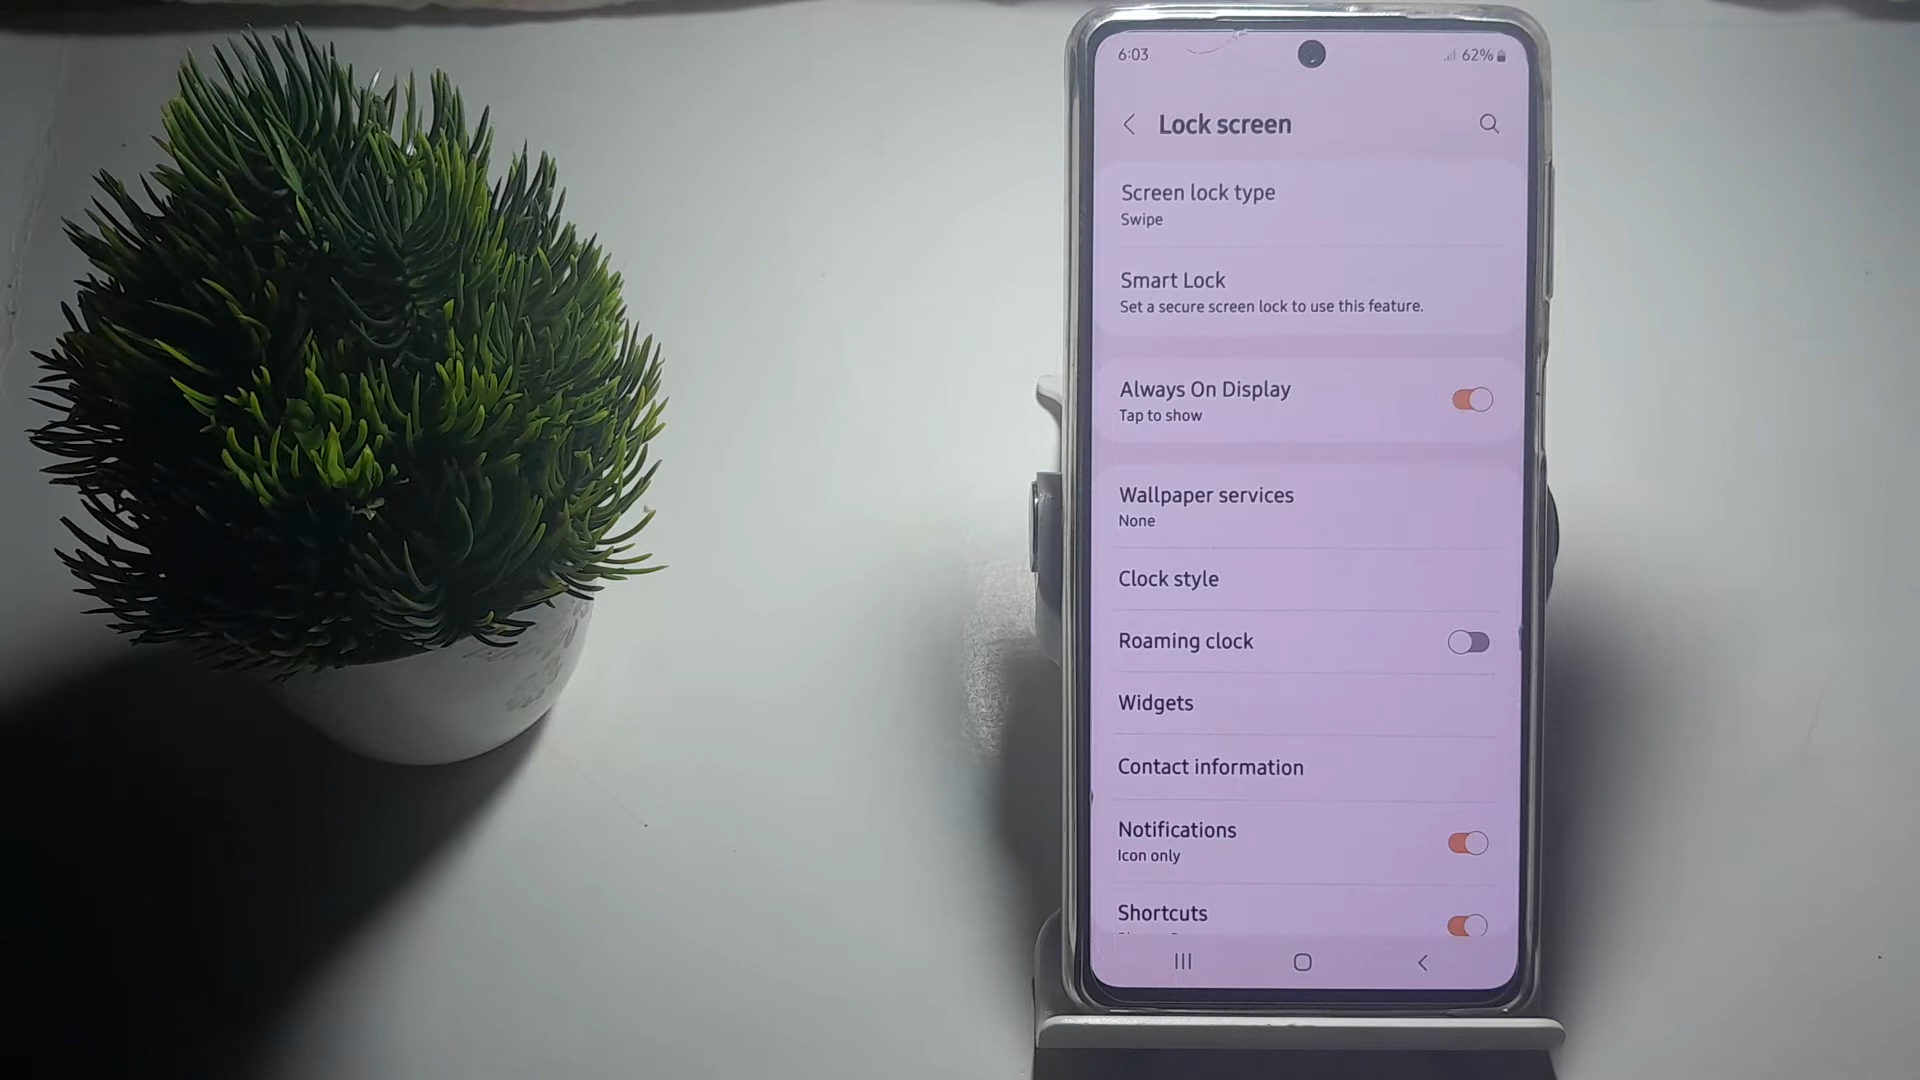 6:03
62%
Lock screen
Screen lock type
Swipe
Smart Lock
Set a secure screen lock to use this feature.
Always On Display
Tap to show
Wallpaper services
None
Clock style
Roaming clock
Widgets
Contact information
Notifications
Icon only
Shortcuts